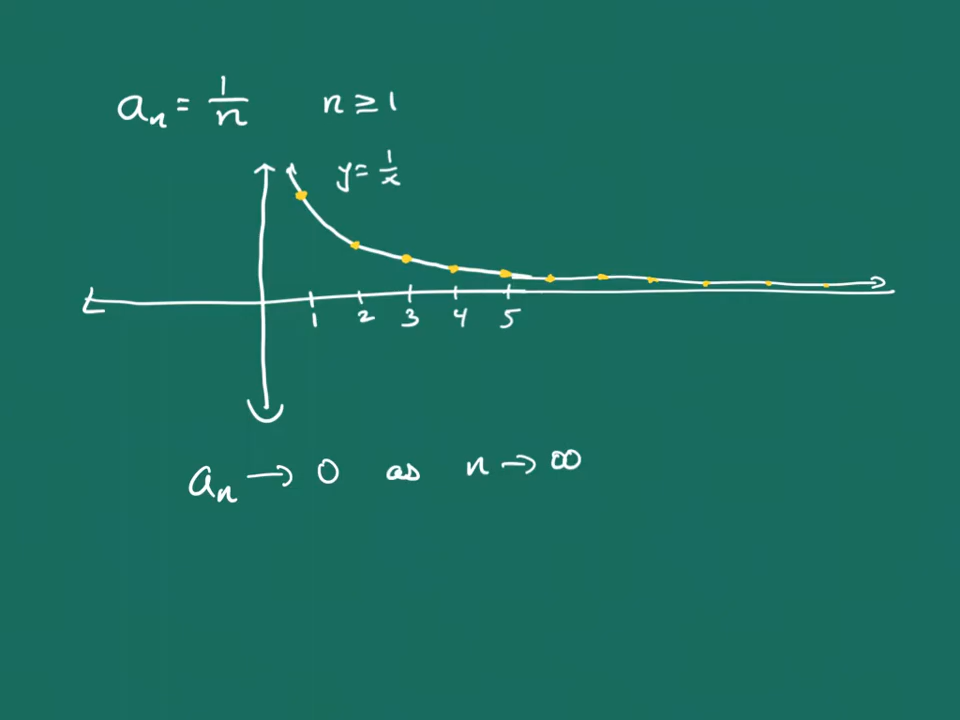 aₙ = 1/n n ≥ 1
y = 1/x
1 2 3 4 5
aₙ → 0 as n → ∞